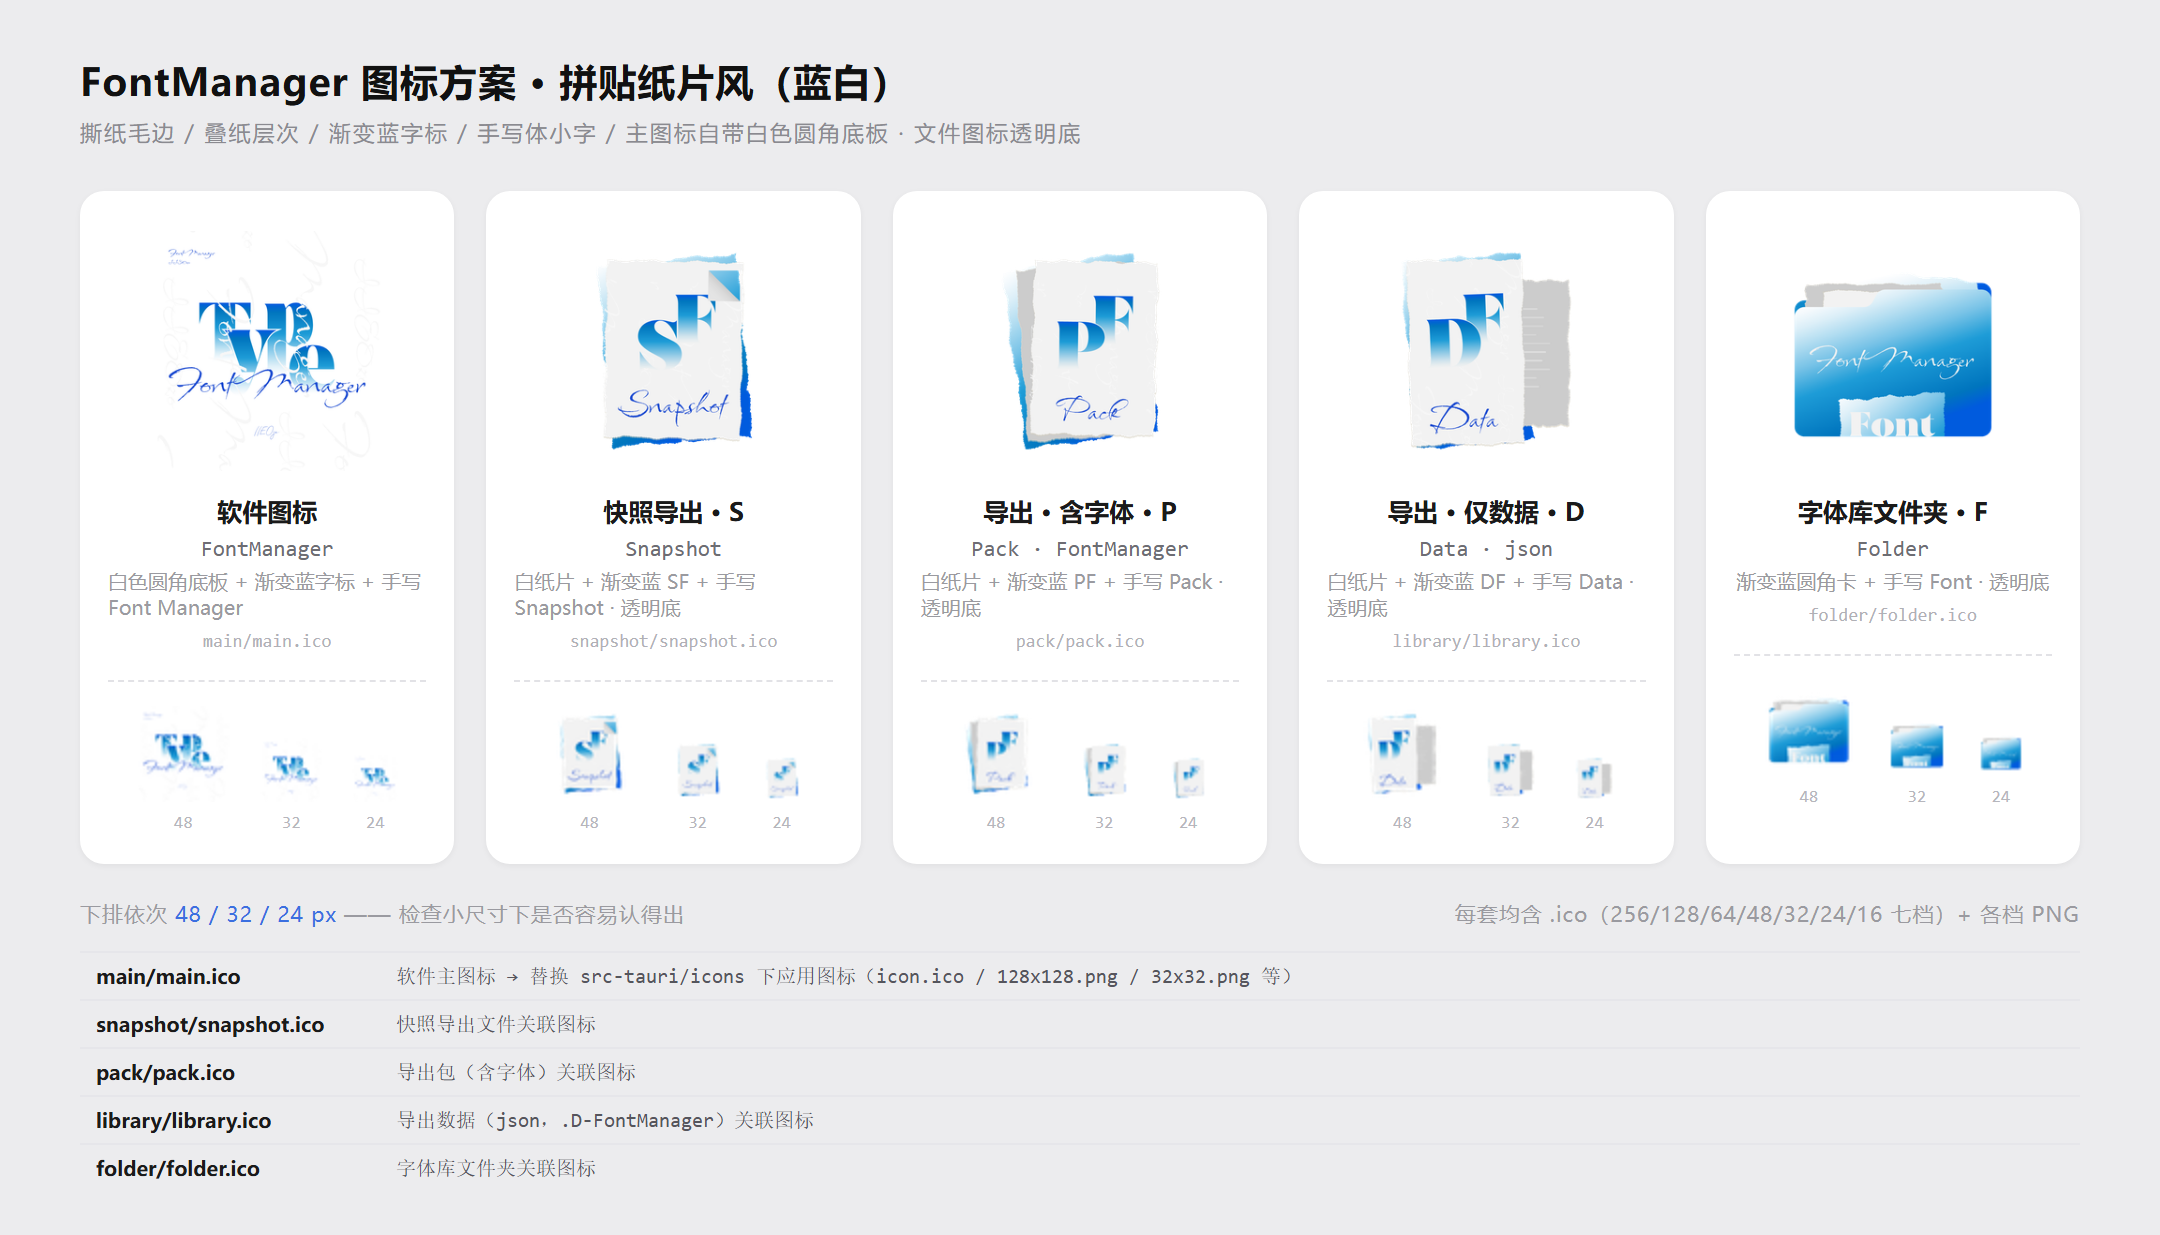 FontManager 图标方案 · 拼贴纸片风（蓝白）
撕纸毛边 / 叠纸层次 / 渐变蓝字标 / 手写体小字 / 主图标自带白色圆角底板 · 文件图标透明底
Font Manager
Type
Font Manager
SF
Snapshot
PF
Pack
DF
Data
Font Manager
Font
软件图标
FontManager
白色圆角底板 + 渐变蓝字标 + 手写
Font Manager
main/main.ico
48
32
24
快照导出 · S
Snapshot
白纸片 + 渐变蓝 SF + 手写
Snapshot · 透明底
snapshot/snapshot.ico
48
32
24
导出 · 含字体 · P
Pack · FontManager
白纸片 + 渐变蓝 PF + 手写 Pack ·
透明底
pack/pack.ico
48
32
24
导出 · 仅数据 · D
Data · json
白纸片 + 渐变蓝 DF + 手写 Data ·
透明底
library/library.ico
48
32
24
字体库文件夹 · F
Folder
渐变蓝圆角卡 + 手写 Font · 透明底
folder/folder.ico
48
32
24
下排依次 48 / 32 / 24 px —— 检查小尺寸下是否容易认得出
每套均含 .ico（256/128/64/48/32/24/16 七档）+ 各档 PNG
main/main.ico 软件主图标 → 替换 src-tauri/icons 下应用图标（icon.ico / 128x128.png / 32x32.png 等）
snapshot/snapshot.ico 快照导出文件关联图标
pack/pack.ico 导出包（含字体）关联图标
library/library.ico 导出数据（json，.D-FontManager）关联图标
folder/folder.ico 字体库文件夹关联图标